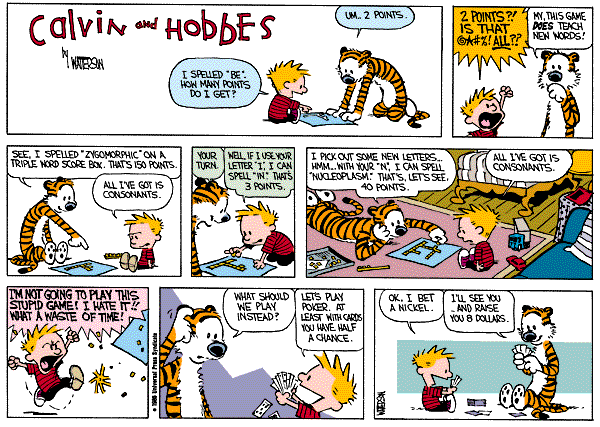 Calvin and HobbEs
by WATERSON
I SPELLED "BE".
HOW MANY POINTS
DO I GET?
UM.. 2 POINTS.
2 POINTS?!
IS THAT
@*#%! ALL??
MY, THIS GAME
DOES TEACH
NEW WORDS!
SEE, I SPELLED "ZYGOMORPHIC" ON A
TRIPLE WORD SCORE BOX. THAT'S 150 POINTS.
ALL I'VE GOT IS
CONSONANTS.
YOUR
TURN.
WELL, IF I USE YOUR
LETTER "I", I CAN
SPELL "IN". THAT'S
3 POINTS.
I PICK OUT SOME NEW LETTERS...
HMM... WITH YOUR "N", I CAN SPELL
"NUCLEOPLASM." THAT'S, LET'S SEE,
40 POINTS.
ALL I'VE GOT IS
CONSONANTS.
I'M NOT GOING TO PLAY THIS
STUPID GAME! I HATE IT!!
WHAT A WASTE OF TIME!
© 1989 Universal Press Syndicate
WHAT SHOULD
WE PLAY
INSTEAD?
LET'S PLAY
POKER. AT
LEAST WITH CARDS
YOU HAVE HALF
A CHANCE.
OK, I BET
A NICKEL.
I'LL SEE YOU
...AND RAISE
YOU 8 DOLLARS.
WATERSON